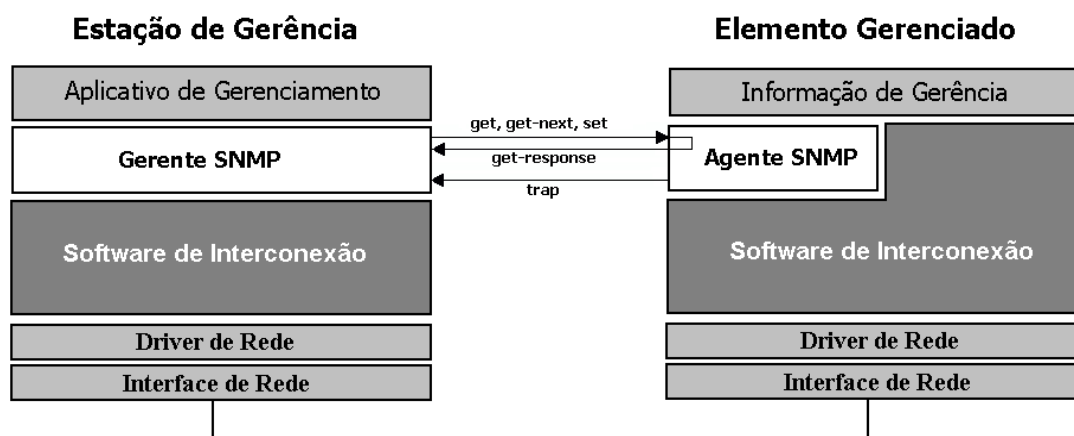 Estação de Gerência
Elemento Gerenciado
Aplicativo de Gerenciamento
Informação de Gerência
get, get-next, set
Gerente SNMP
Agente SNMP
get-response
trap
Software de Interconexão
Software de Interconexão
Driver de Rede
Driver de Rede
Interface de Rede
Interface de Rede